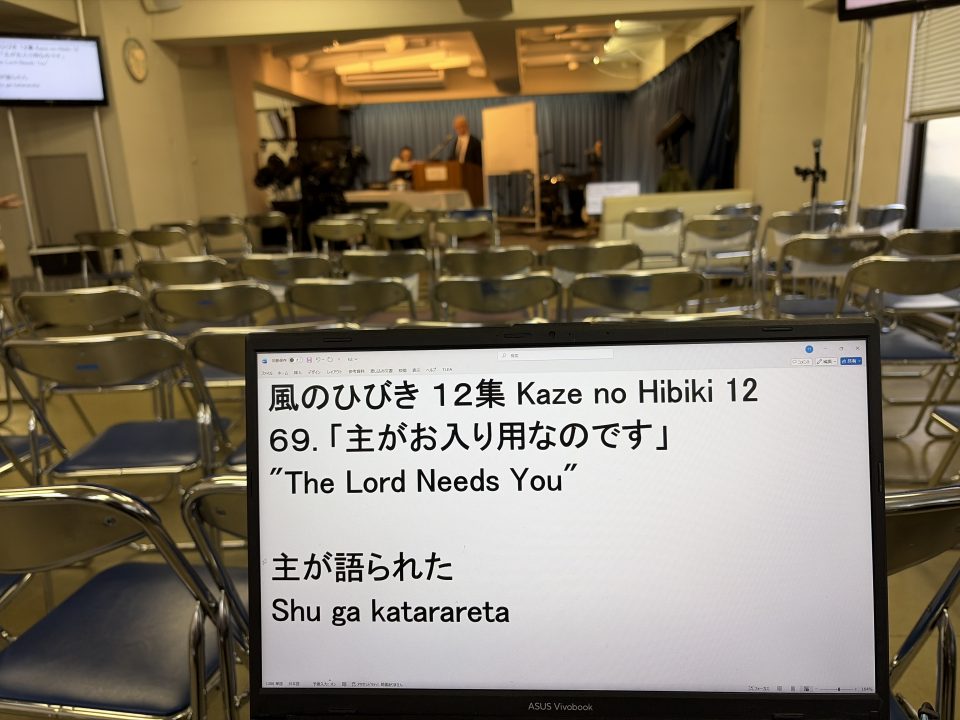 風のひびき １２集 Kaze no Hibiki 12
６９．「主がお入り用なのです」
"The Lord Needs You"
主が語られた
Shu ga katarareta
ASUS Vivobook